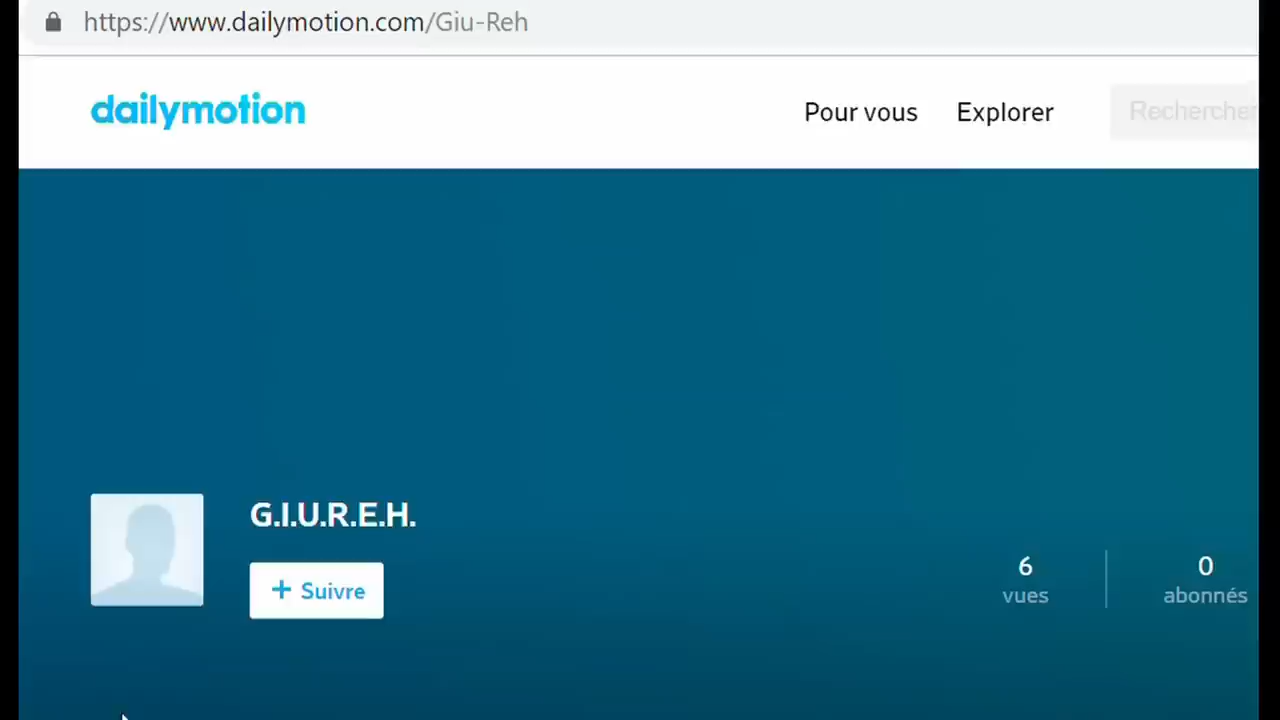 https://www.dailymotion.com/Giu-Reh
dailymotion
Pour vous
Explorer
Rechercher
G.I.U.R.E.H.
+ Suivre
6
vues
0
abonnés